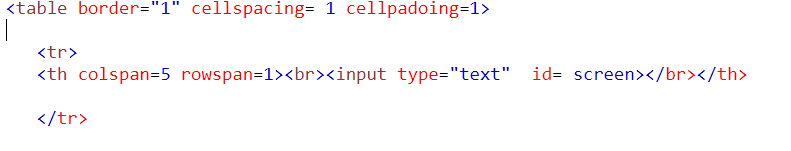 <table border="1" cellspacing= 1 cellpadoing=1>
<tr>
<th colspan=5 rowspan=1><br><input type="text"  id= screen></br></th>
</tr>